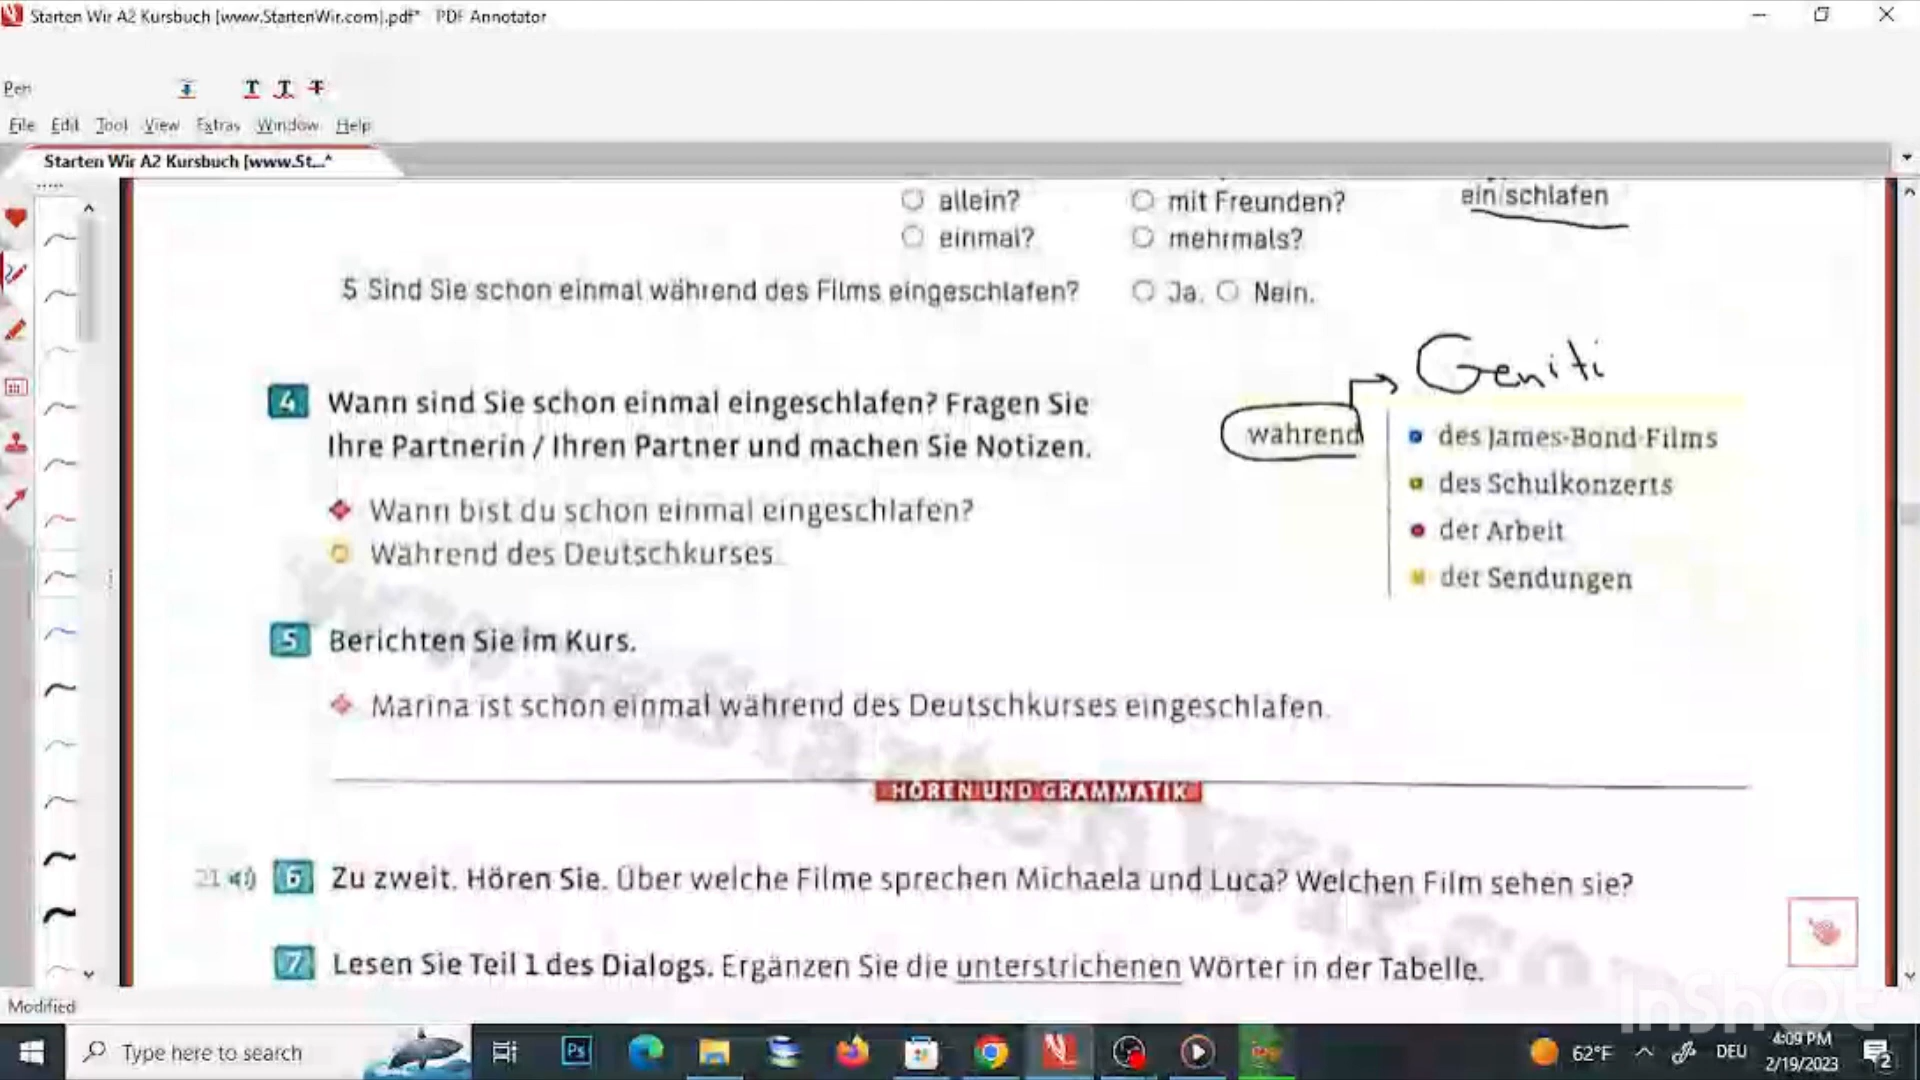 Starten Wir A2 Kursbuch [www.StartenWir.com].pdf* PDF Annotator
Pen
T T T
File Edit Tool View Extras Window Help
Starten Wir A2 Kursbuch [www.St...^
allein? mit Freunden? ein/schlafen
einmal? mehrmals?
5 Sind Sie schon einmal während des Films eingeschlafen? Ja. Nein.
Geniti
4 Wann sind Sie schon einmal eingeschlafen? Fragen Sie
Ihre Partnerin / Ihren Partner und machen Sie Notizen.
während des James-Bond-Films
des Schulkonzerts
der Arbeit
der Sendungen
Wann bist du schon einmal eingeschlafen?
Während des Deutschkurses.
5 Berichten Sie im Kurs.
Marina ist schon einmal während des Deutschkurses eingeschlafen.
HÖREN UND GRAMMATIK
21 6 Zu zweit. Hören Sie. Über welche Filme sprechen Michaela und Luca? Welchen Film sehen sie?
7 Lesen Sie Teil 1 des Dialogs. Ergänzen Sie die unterstrichenen Wörter in der Tabelle.
InShOt
Modified
Type here to search
Ps
62°F DEU 4:09 PM
2/19/2023 2